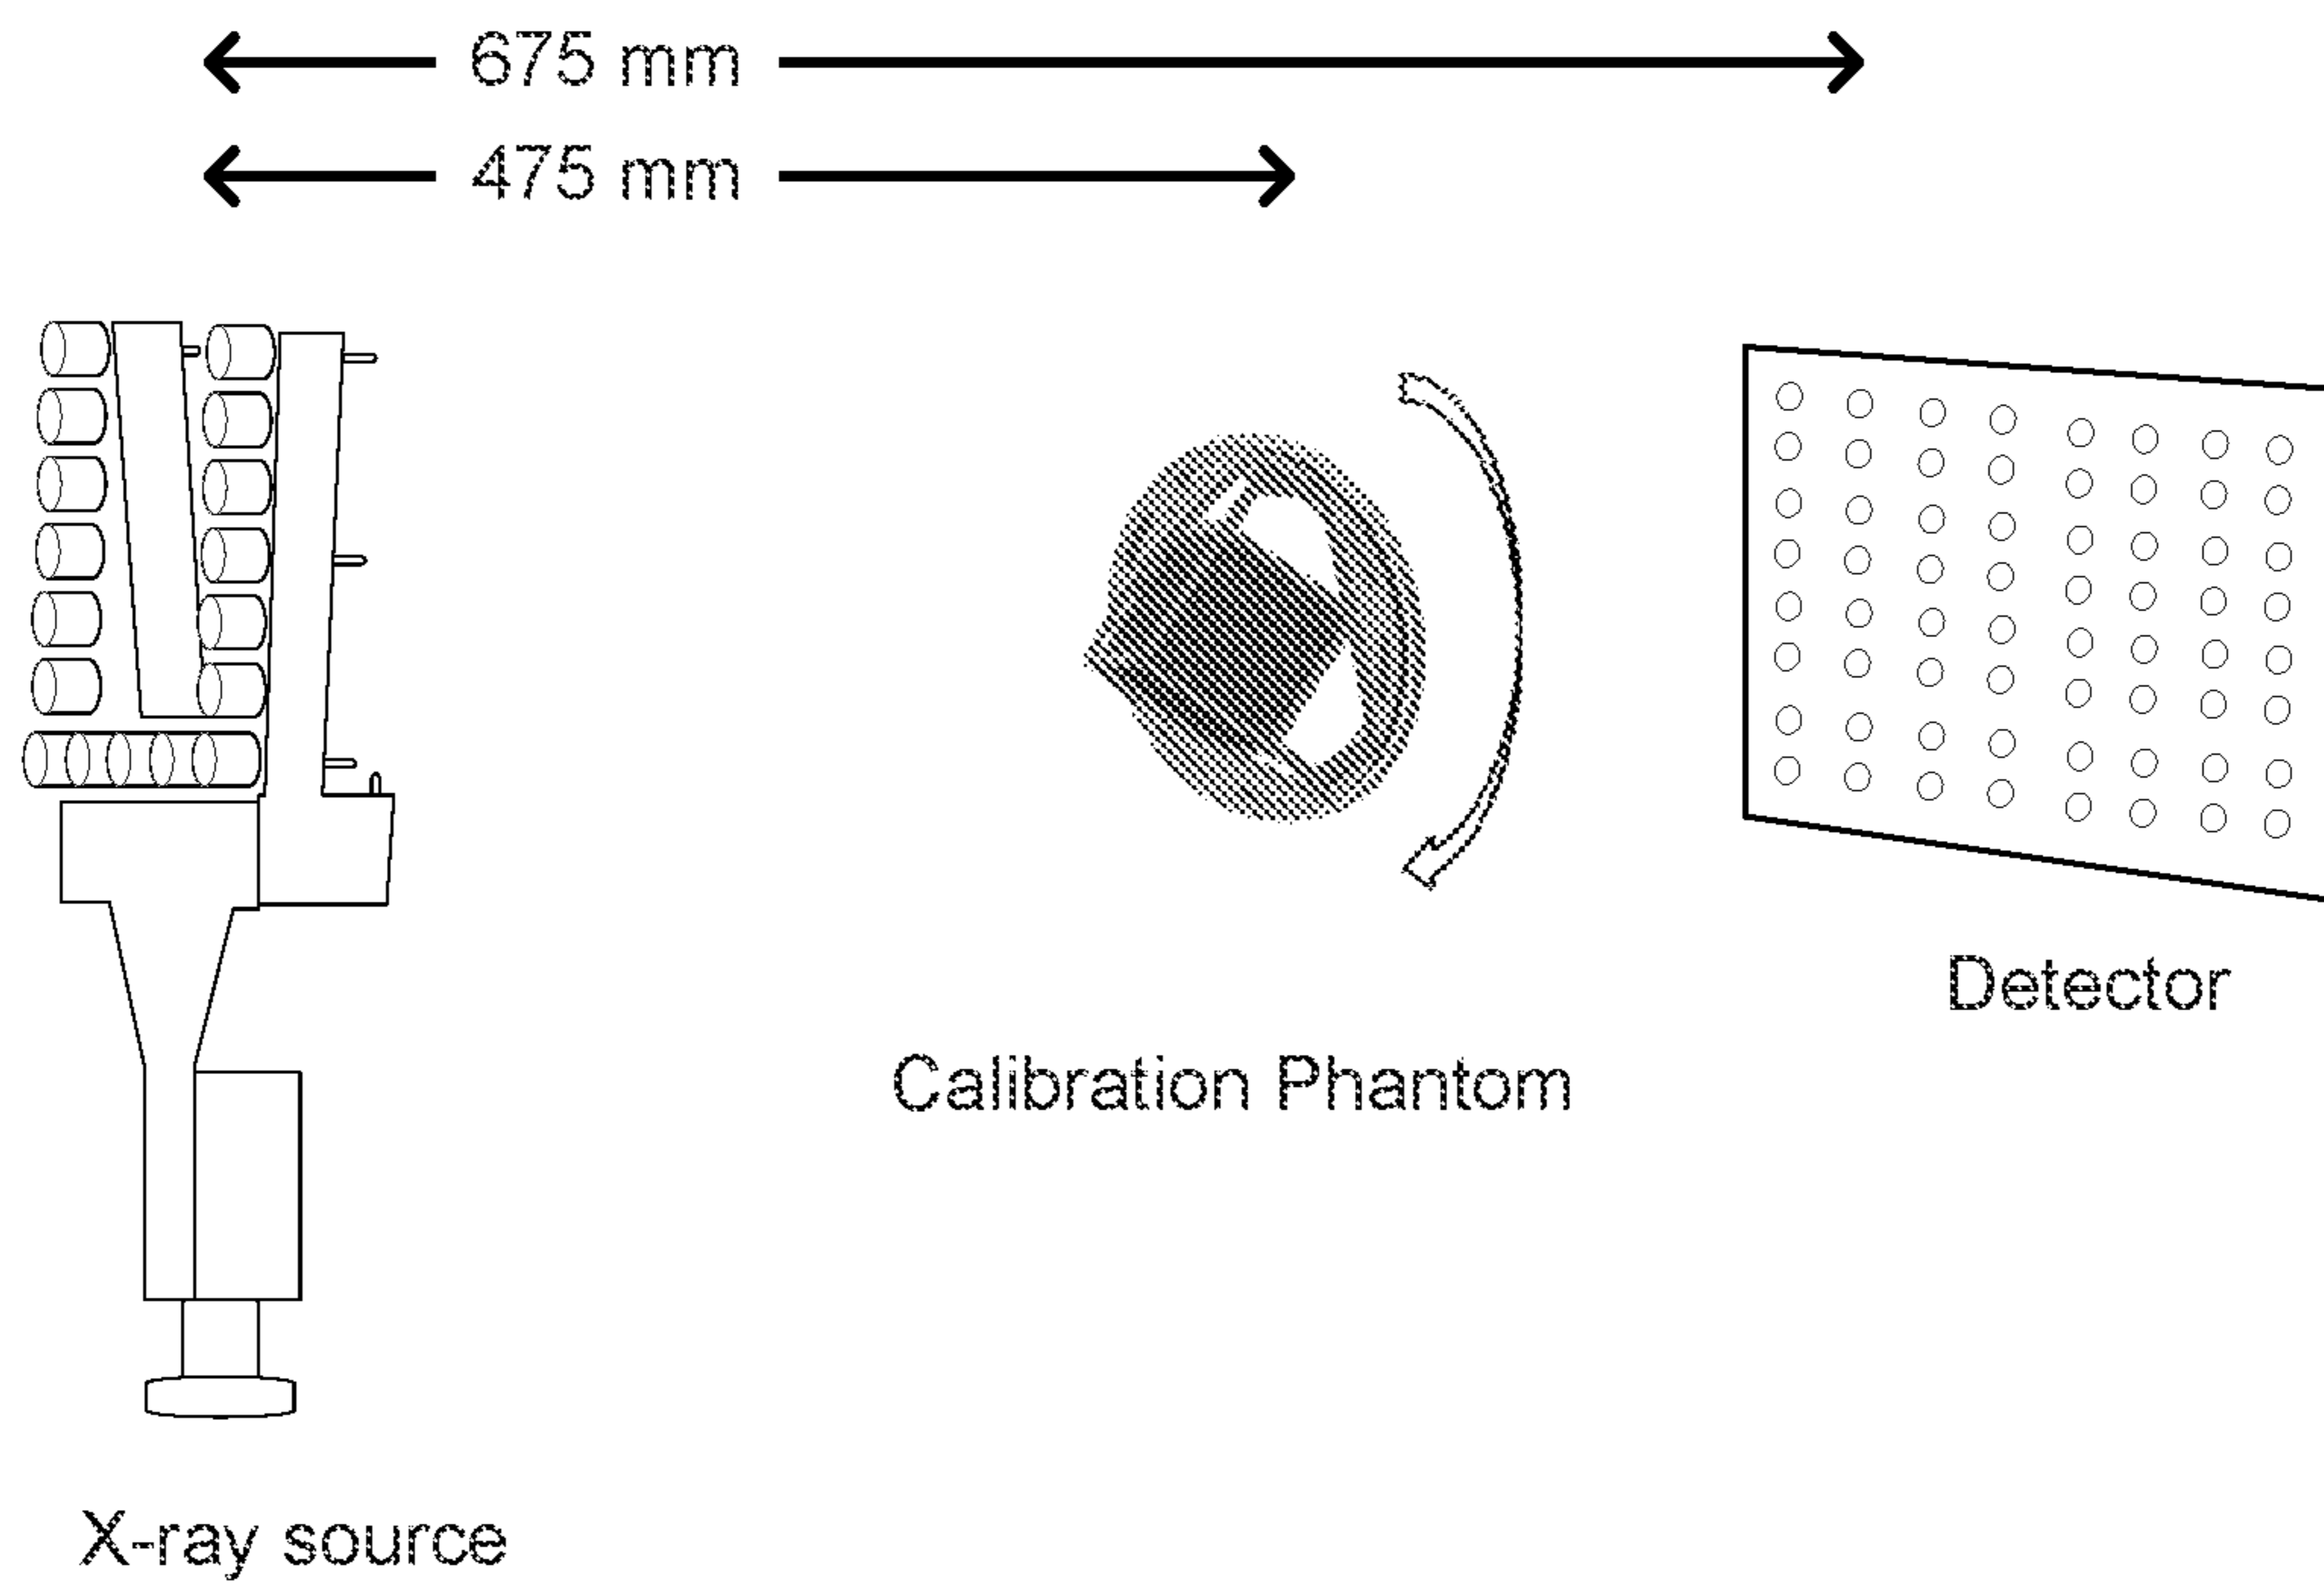 675 mm
475 mm
Detector
Calibration Phantom
X-ray source